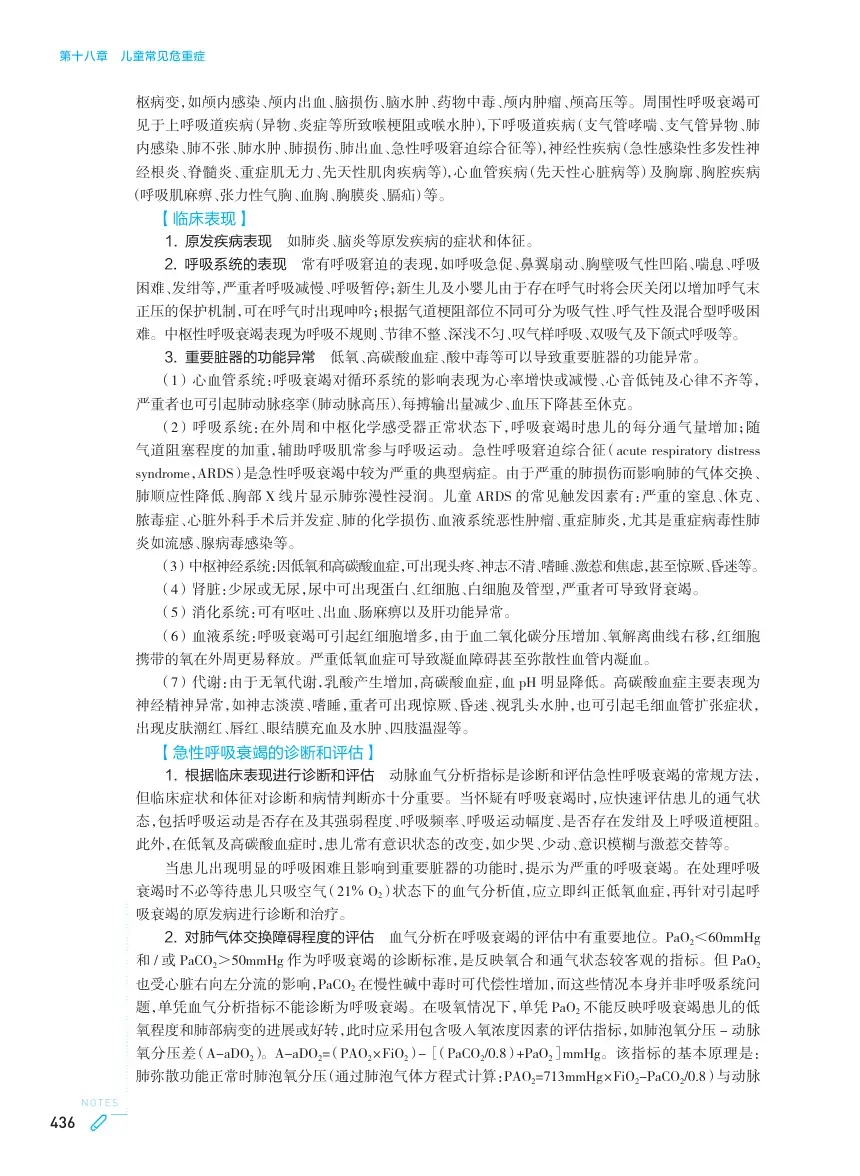 第十八章 儿童常见危重症
枢病变,如颅内感染、颅内出血、脑损伤、脑水肿、药物中毒、颅内肿瘤、颅高压等。周围性呼吸衰竭可
见于上呼吸道疾病(异物、炎症等所致喉梗阻或喉水肿),下呼吸道疾病(支气管哮喘、支气管异物、肺
内感染、肺不张、肺水肿、肺损伤、肺出血、急性呼吸窘迫综合征等),神经性疾病(急性感染性多发性神
经根炎、脊髓炎、重症肌无力、先天性肌肉疾病等),心血管疾病(先天性心脏病等)及胸廓、胸腔疾病
(呼吸肌麻痹、张力性气胸、血胸、胸膜炎、膈疝)等。
【临床表现】
1. 原发疾病表现 如肺炎、脑炎等原发疾病的症状和体征。
2. 呼吸系统的表现 常有呼吸窘迫的表现,如呼吸急促、鼻翼扇动、胸壁吸气性凹陷、喘息、呼吸
困难、发绀等,严重者呼吸减慢、呼吸暂停;新生儿及小婴儿由于存在呼气时将会厌关闭以增加呼气末
正压的保护机制,可在呼气时出现呻吟;根据气道梗阻部位不同可分为吸气性、呼气性及混合型呼吸困
难。中枢性呼吸衰竭表现为呼吸不规则、节律不整、深浅不匀、叹气样呼吸、双吸气及下颌式呼吸等。
3. 重要脏器的功能异常 低氧、高碳酸血症、酸中毒等可以导致重要脏器的功能异常。
(1)心血管系统:呼吸衰竭对循环系统的影响表现为心率增快或减慢、心音低钝及心律不齐等,
严重者也可引起肺动脉痉挛(肺动脉高压)、每搏输出量减少、血压下降甚至休克。
(2)呼吸系统:在外周和中枢化学感受器正常状态下,呼吸衰竭时患儿的每分通气量增加;随
气道阻塞程度的加重,辅助呼吸肌常参与呼吸运动。急性呼吸窘迫综合征(acute respiratory distress
syndrome,ARDS)是急性呼吸衰竭中较为严重的典型病症。由于严重的肺损伤而影响肺的气体交换、
肺顺应性降低、胸部 X 线片显示肺弥漫性浸润。儿童 ARDS 的常见触发因素有:严重的窒息、休克、
脓毒症、心脏外科手术后并发症、肺的化学损伤、血液系统恶性肿瘤、重症肺炎,尤其是重症病毒性肺
炎如流感、腺病毒感染等。
(3)中枢神经系统:因低氧和高碳酸血症,可出现头疼、神志不清、嗜睡、激惹和焦虑,甚至惊厥、昏迷等。
(4)肾脏:少尿或无尿,尿中可出现蛋白、红细胞、白细胞及管型,严重者可导致肾衰竭。
(5)消化系统:可有呕吐、出血、肠麻痹以及肝功能异常。
(6)血液系统:呼吸衰竭可引起红细胞增多,由于血二氧化碳分压增加、氧解离曲线右移,红细胞
携带的氧在外周更易释放。严重低氧血症可导致凝血障碍甚至弥散性血管内凝血。
(7)代谢:由于无氧代谢,乳酸产生增加,高碳酸血症,血 pH 明显降低。高碳酸血症主要表现为
神经精神异常,如神志淡漠、嗜睡,重者可出现惊厥、昏迷、视乳头水肿,也可引起毛细血管扩张症状,
出现皮肤潮红、唇红、眼结膜充血及水肿、四肢温湿等。
【急性呼吸衰竭的诊断和评估】
1. 根据临床表现进行诊断和评估 动脉血气分析指标是诊断和评估急性呼吸衰竭的常规方法,
但临床症状和体征对诊断和病情判断亦十分重要。当怀疑有呼吸衰竭时,应快速评估患儿的通气状
态,包括呼吸运动是否存在及其强弱程度、呼吸频率、呼吸运动幅度、是否存在发绀及上呼吸道梗阻。
此外,在低氧及高碳酸血症时,患儿常有意识状态的改变,如少哭、少动、意识模糊与激惹交替等。
当患儿出现明显的呼吸困难且影响到重要脏器的功能时,提示为严重的呼吸衰竭。在处理呼吸
衰竭时不必等待患儿只吸空气(21% O₂)状态下的血气分析值,应立即纠正低氧血症,再针对引起呼
吸衰竭的原发病进行诊断和治疗。
2. 对肺气体交换障碍程度的评估 血气分析在呼吸衰竭的评估中有重要地位。PaO₂<60mmHg
和 / 或 PaCO₂>50mmHg 作为呼吸衰竭的诊断标准,是反映氧合和通气状态较客观的指标。但 PaO₂
也受心脏右向左分流的影响,PaCO₂ 在慢性碱中毒时可代偿性增加,而这些情况本身并非呼吸系统问
题,单凭血气分析指标不能诊断为呼吸衰竭。在吸氧情况下,单凭 PaO₂ 不能反映呼吸衰竭患儿的低
氧程度和肺部病变的进展或好转,此时应采用包含吸入氧浓度因素的评估指标,如肺泡氧分压 – 动脉
氧分压差(A–aDO₂)。A–aDO₂=(PAO₂×FiO₂)–[(PaCO₂/0.8)+PaO₂]mmHg。该指标的基本原理是:
肺弥散功能正常时肺泡氧分压(通过肺泡气体方程式计算:PAO₂=713mmHg×FiO₂–PaCO₂/0.8)与动脉
NOTES
436